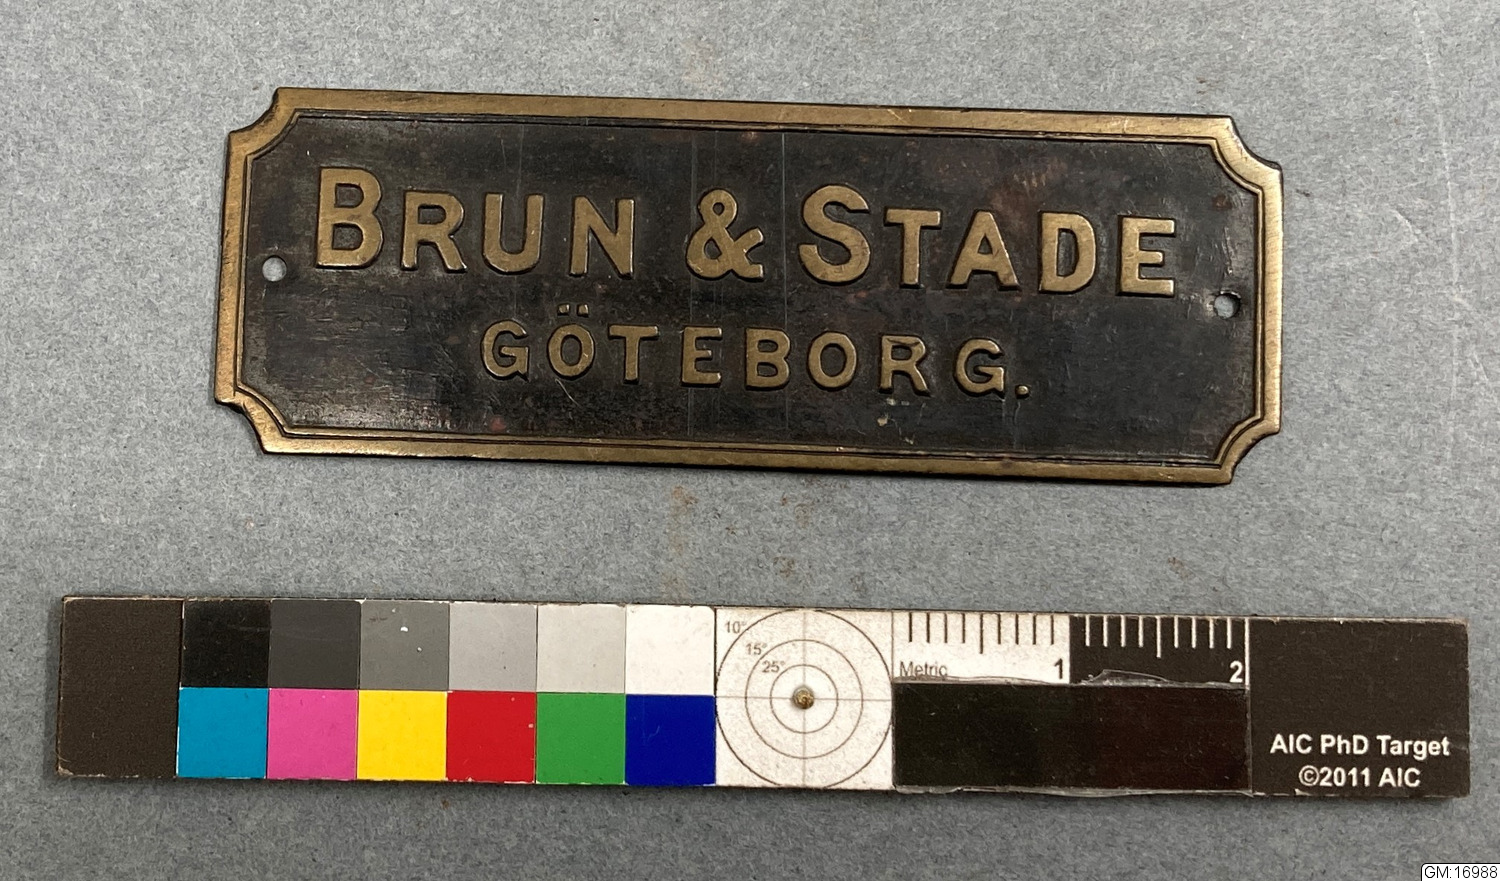 BRUN & STADE
GÖTEBORG.
10°
15°
25°
Metric
1
2
AIC PhD Target
©2011 AIC
GM:16988